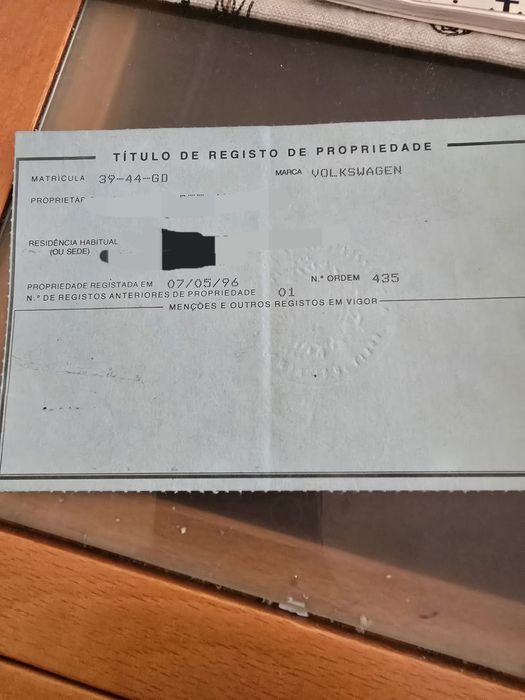 TÍTULO DE REGISTO DE PROPRIEDADE
MATRÍCULA 39-44-GD MARCA VOLKSWAGEN
PROPRIETÁR
RESIDÊNCIA HABITUAL
(OU SEDE)
PROPRIEDADE REGISTADA EM 07/05/96 N.º ORDEM 435
N.º DE REGISTOS ANTERIORES DE PROPRIEDADE 01
MENÇÕES E OUTROS REGISTOS EM VIGOR